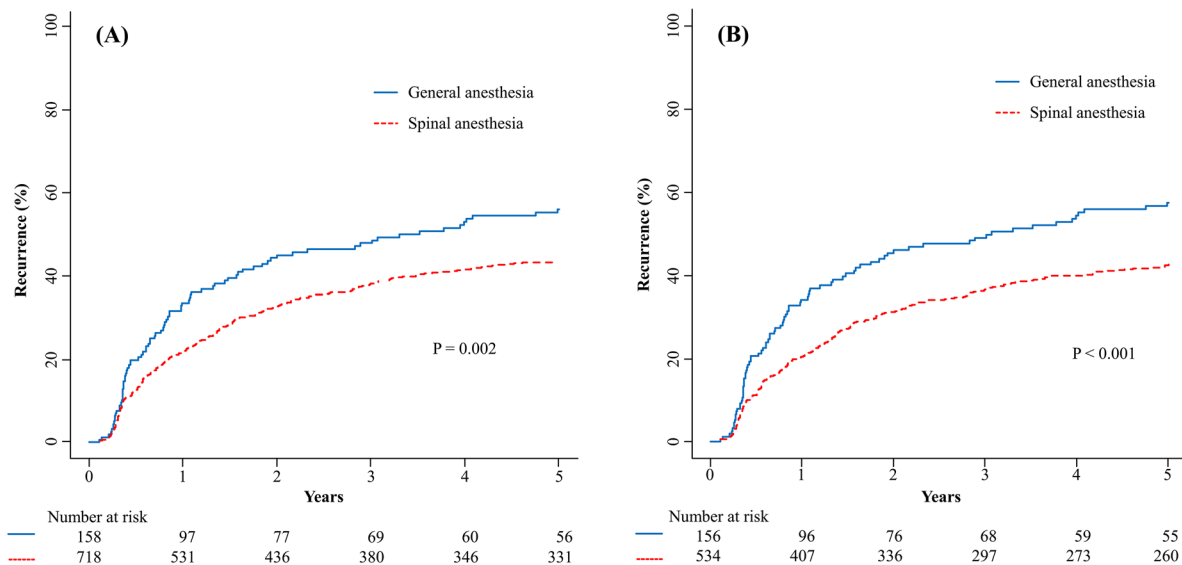 (A)
General anesthesia
Spinal anesthesia
P = 0.002
Recurrence (%)
0 20 40 60 80 100
0 1 2 3 4 5
Years
Number at risk
158 97 77 69 60 56
718 531 436 380 346 331
(B)
General anesthesia
Spinal anesthesia
P < 0.001
Recurrence (%)
0 20 40 60 80 100
0 1 2 3 4 5
Years
Number at risk
156 96 76 68 59 55
534 407 336 297 273 260